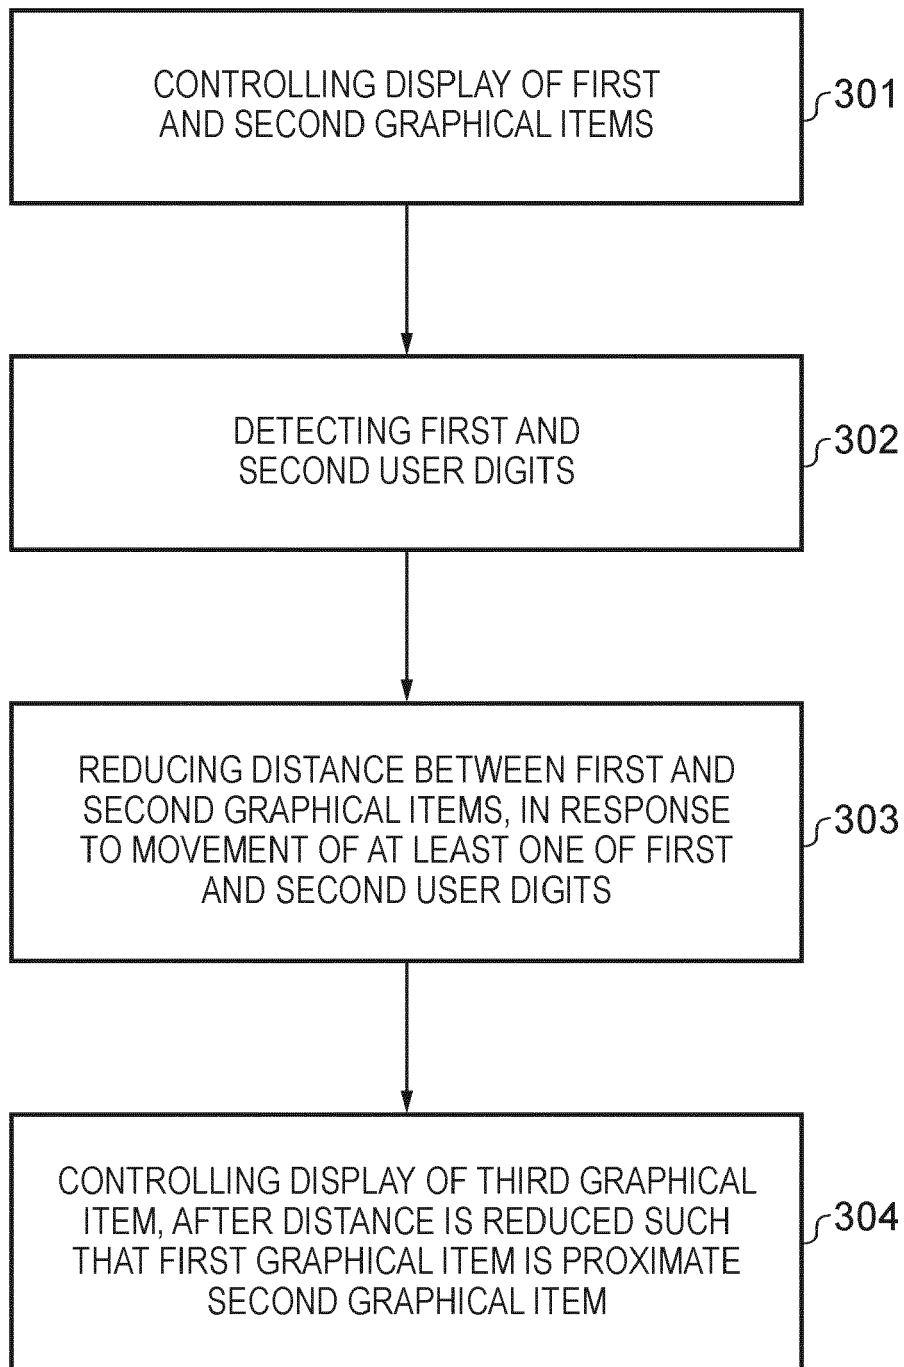 CONTROLLING DISPLAY OF FIRST
AND SECOND GRAPHICAL ITEMS
301
DETECTING FIRST AND
SECOND USER DIGITS
302
REDUCING DISTANCE BETWEEN FIRST AND
SECOND GRAPHICAL ITEMS, IN RESPONSE
TO MOVEMENT OF AT LEAST ONE OF FIRST
AND SECOND USER DIGITS
303
CONTROLLING DISPLAY OF THIRD GRAPHICAL
ITEM, AFTER DISTANCE IS REDUCED SUCH
THAT FIRST GRAPHICAL ITEM IS PROXIMATE
SECOND GRAPHICAL ITEM
304